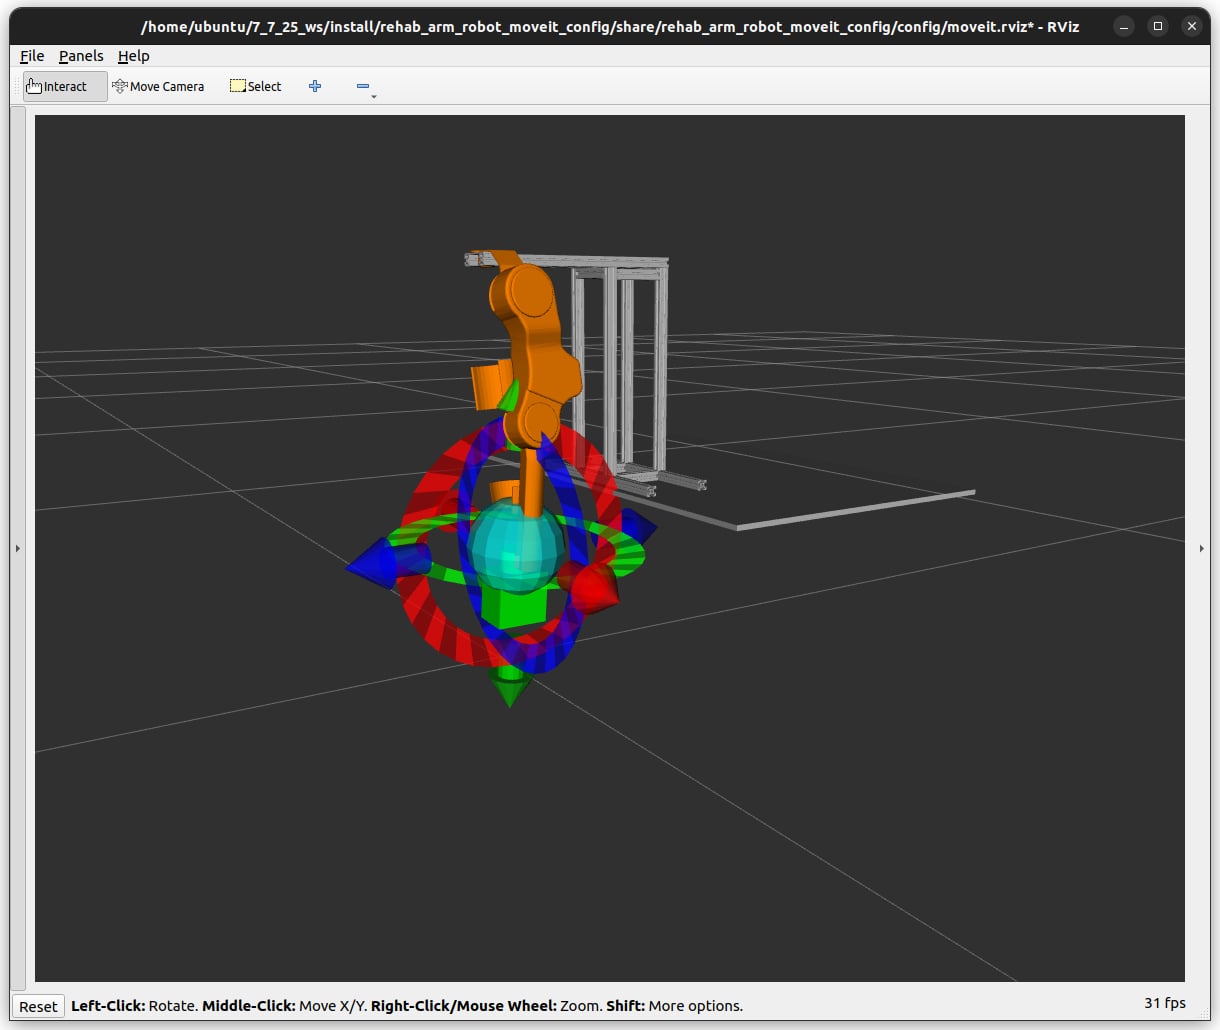 /home/ubuntu/7_7_25_ws/install/rehab_arm_robot_moveit_config/share/rehab_arm_robot_moveit_config/config/moveit.rviz* - RViz
File Panels Help
Interact Move Camera Select
Reset Left-Click: Rotate. Middle-Click: Move X/Y. Right-Click/Mouse Wheel: Zoom. Shift: More options. 31 fps